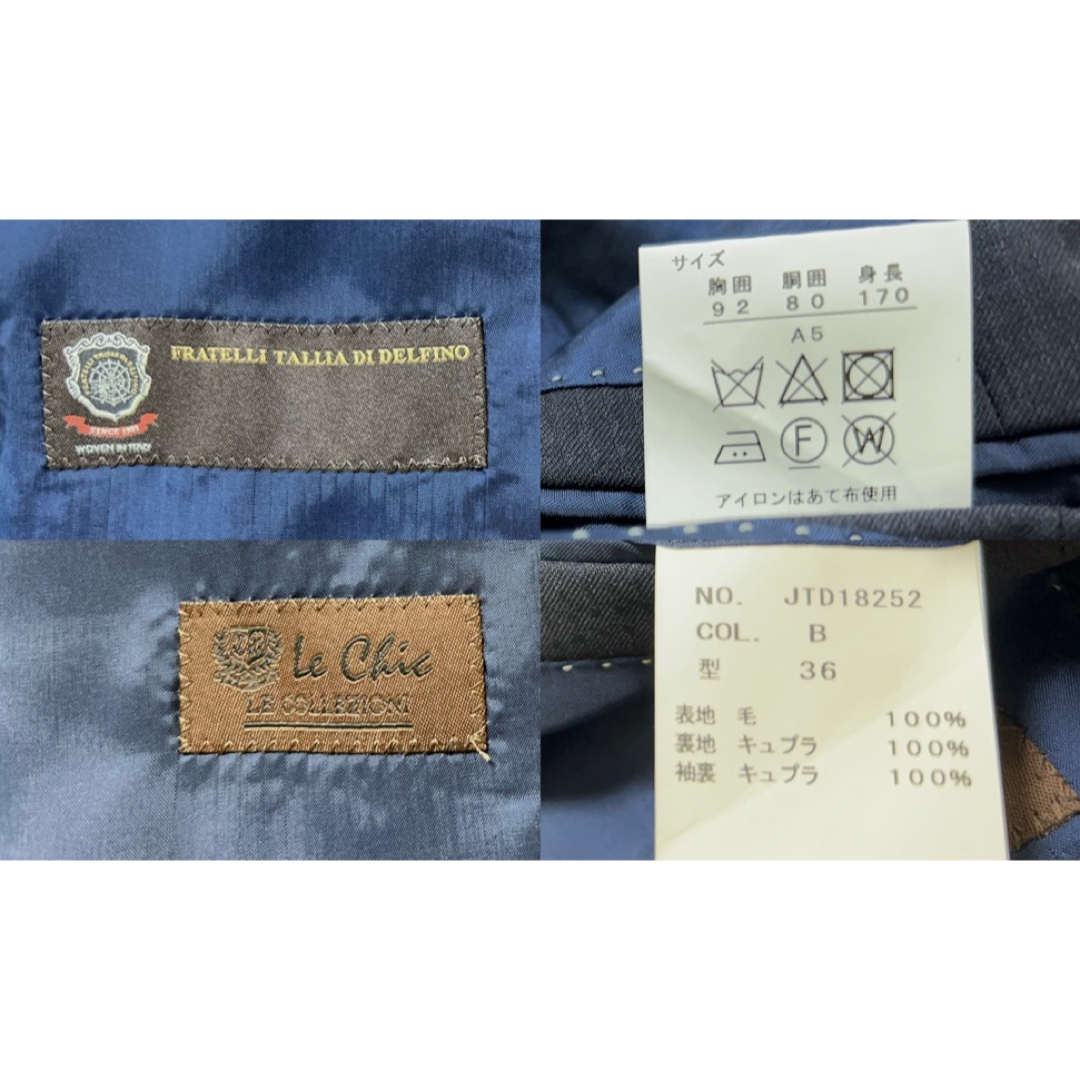 FRATELLI TALLIA DI DELFINO
SINCE 1903
WOVEN IN ITALY
サイズ
胸囲 胴囲 身長
92 80 170
A5
F W
アイロンはあて布使用
Le Chic
LE COLLEZIONI
NO. JTD18252
COL. B
型 36
表地 毛 100%
裏地 キュプラ 100%
袖裏 キュプラ 100%